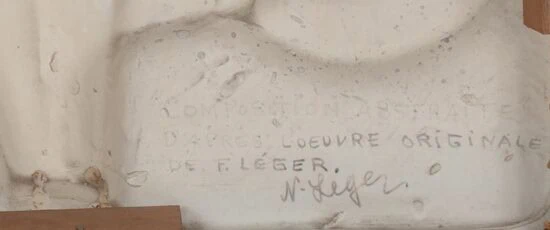 COMPOSITION ABSTRAITE
D'APRÈS L'OEUVRE ORIGINALE
DE F. LÉGER.
N. Léger.